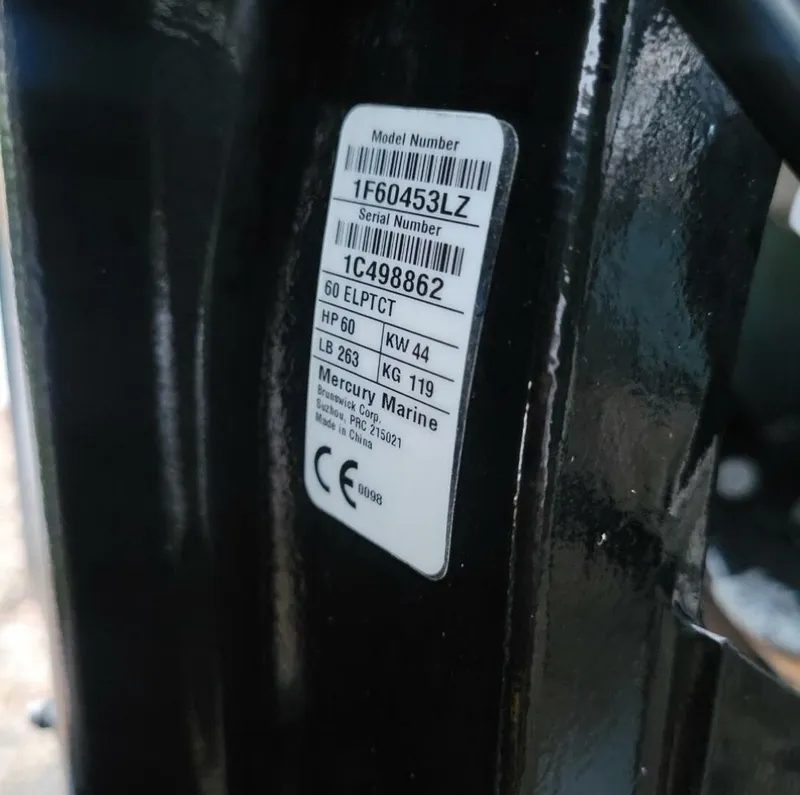 Model Number
1F60453LZ
Serial Number
1C498862
60 ELPTCT
HP 60 KW 44
LB 263 KG 119
Mercury Marine
Brunswick Corp.
Suzhou, PRC 215021
Made in China
CE 0098